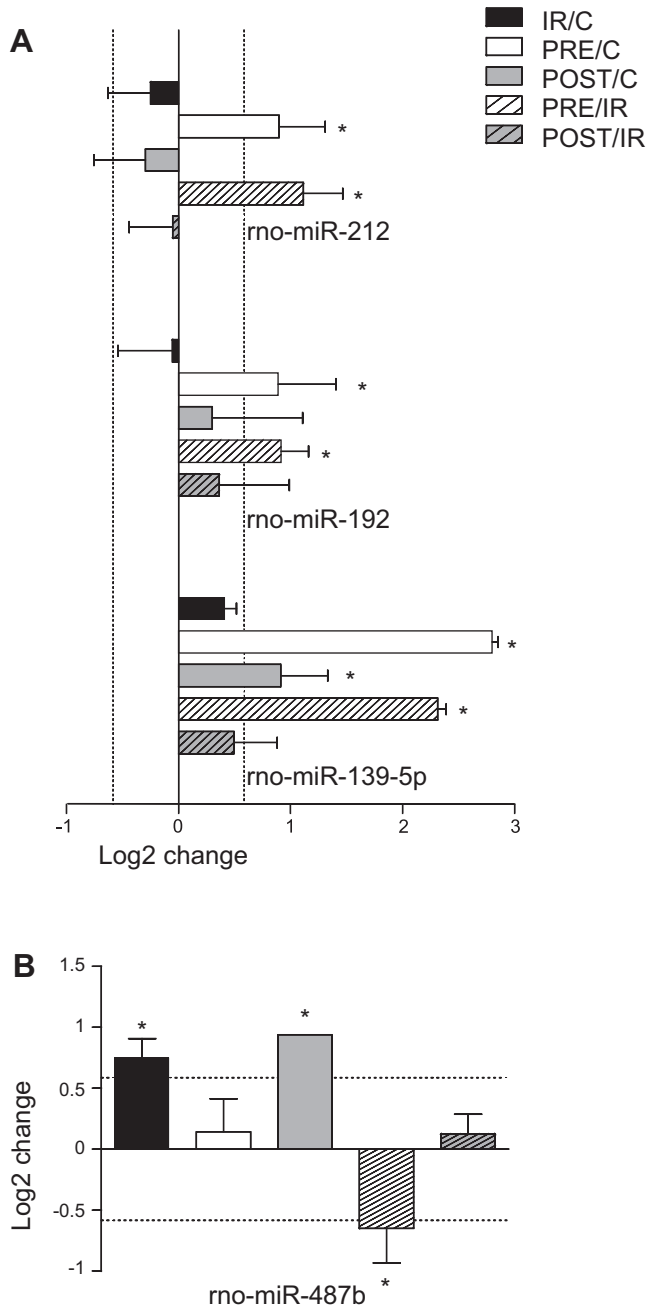 A
IR/C
PRE/C
POST/C
PRE/IR
POST/IR
*
*
rno-miR-212
*
*
rno-miR-192
*
*
*
rno-miR-139-5p
-1 0 1 2 3
Log2 change
B
1.5
1
0.5
0
-0.5
-1
Log2 change
*
*
*
rno-miR-487b